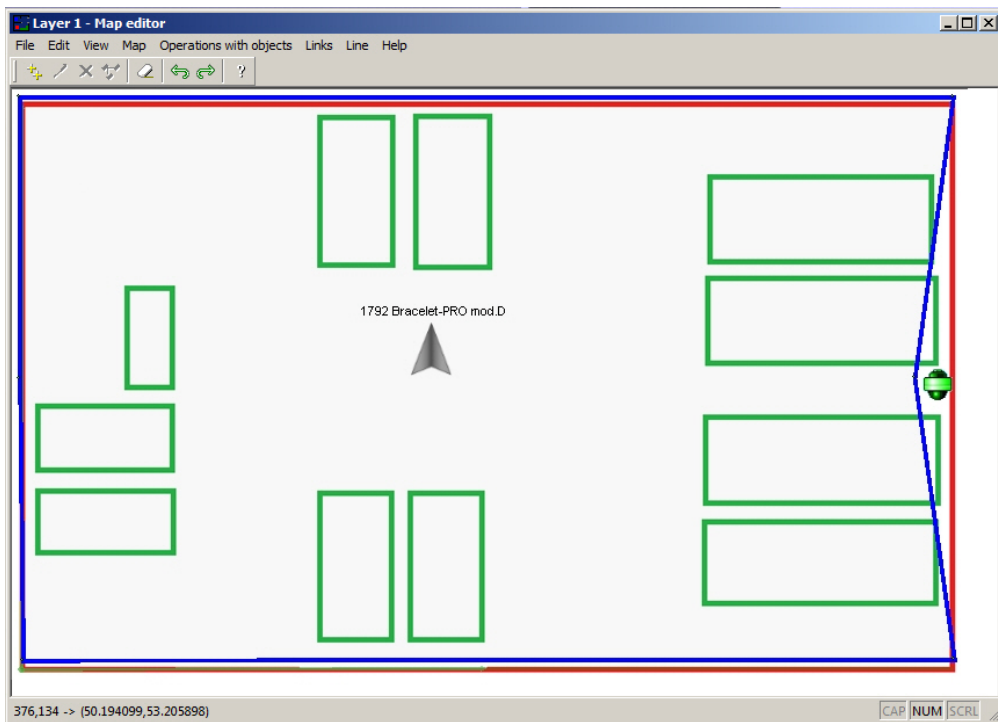 Layer 1 - Map editor
File Edit View Map Operations with objects Links Line Help
?
1792 Bracelet-PRO mod.D
376,134 -> (50.194099,53.205898)
CAP NUM SCRL